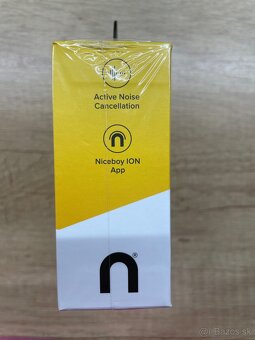 Active Noise
Cancellation
Niceboy ION
App
n®
© Bazos.sk